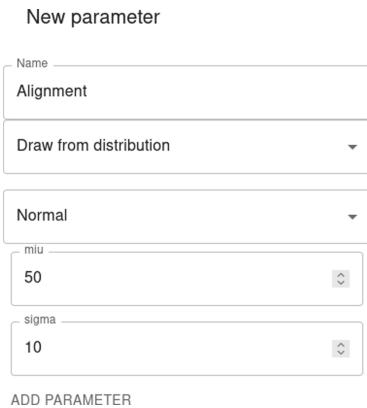 New parameter
Name
Alignment
Draw from distribution
Normal
miu
50
sigma
10
ADD PARAMETER